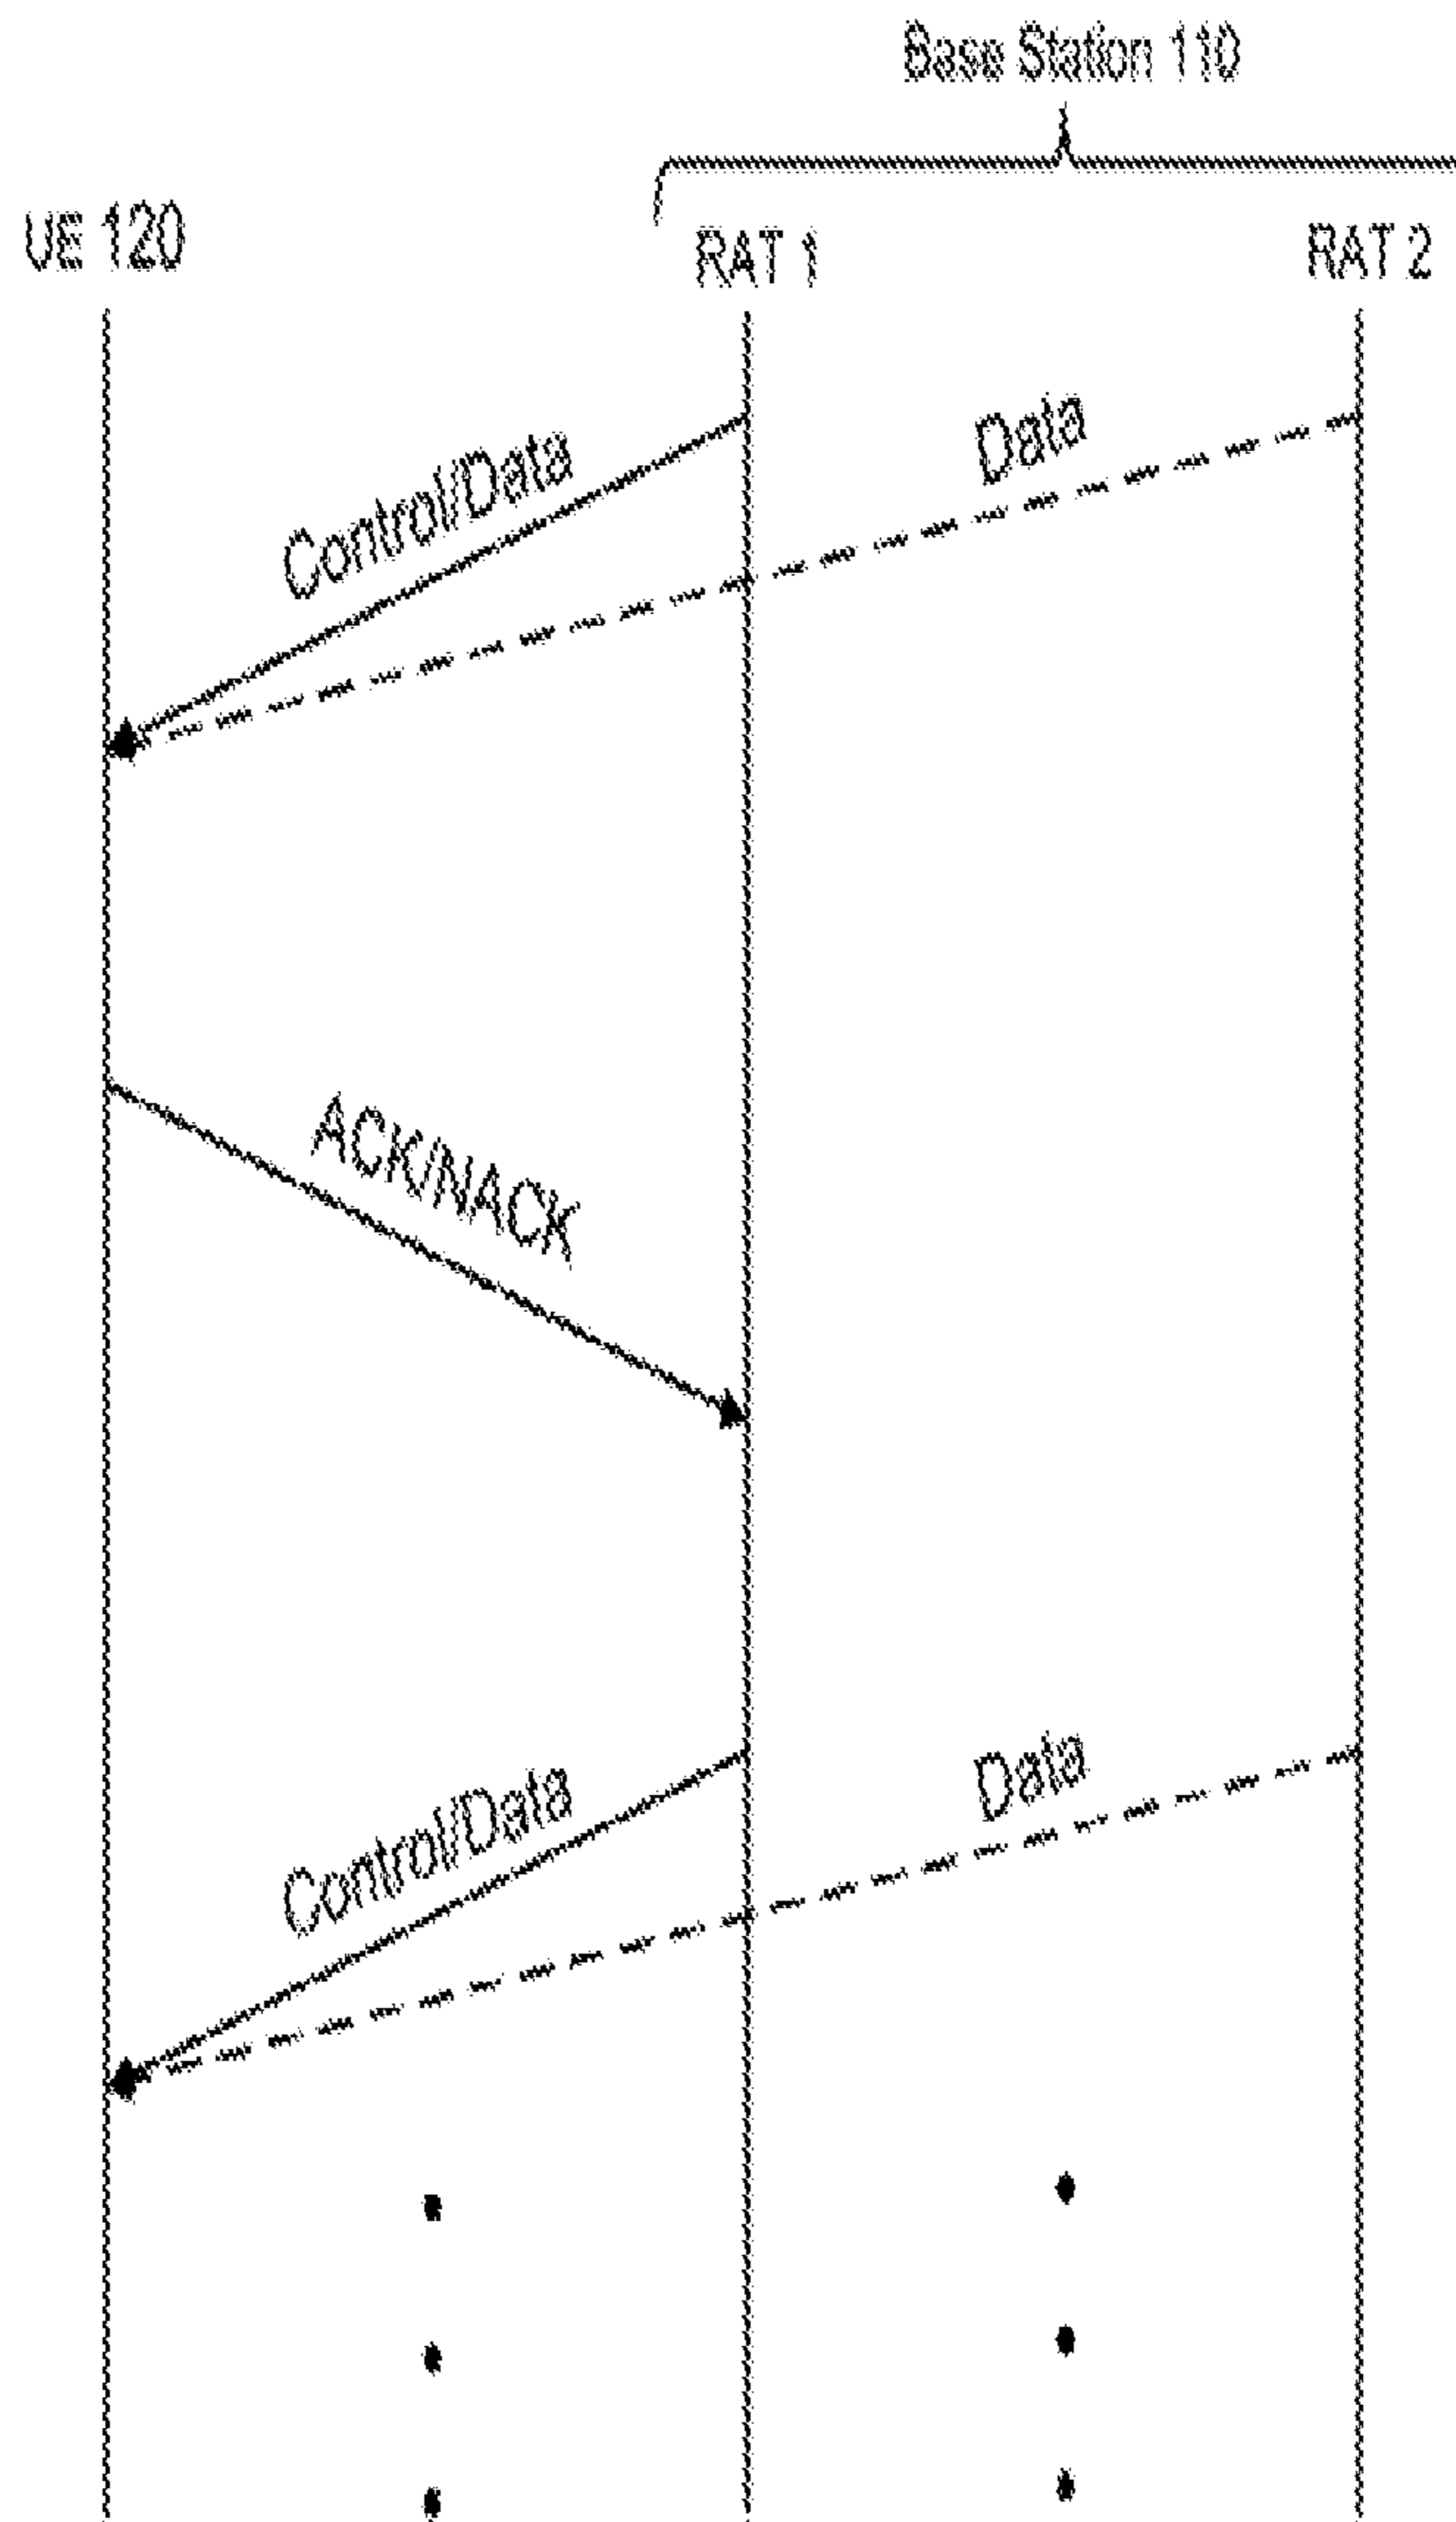 Base Station 110
UE 120
RAT 1
RAT 2
Control/Data
Data
ACK/NACK
Control/Data
Data